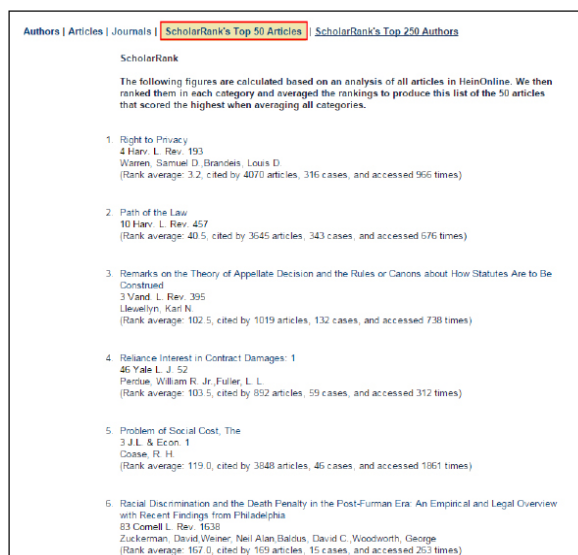 Authors | Articles | Journals | ScholarRank's Top 50 Articles | ScholarRank's Top 250 Authors
ScholarRank
The following figures are calculated based on an analysis of all articles in HeinOnline. We then
ranked them in each category and averaged the rankings to produce this list of the 50 articles
that scored the highest when averaging all categories.
1. Right to Privacy
4 Harv. L. Rev. 193
Warren, Samuel D.,Brandeis, Louis D.
(Rank average: 3.2, cited by 4070 articles, 316 cases, and accessed 966 times)
2. Path of the Law
10 Harv. L. Rev. 457
(Rank average: 40.5, cited by 3645 articles, 343 cases, and accessed 676 times)
3. Remarks on the Theory of Appellate Decision and the Rules or Canons about How Statutes Are to Be
Construed
3 Vand. L. Rev. 395
Llewellyn, Karl N.
(Rank average: 102.5, cited by 1019 articles, 132 cases, and accessed 738 times)
4. Reliance Interest in Contract Damages: 1
46 Yale L. J. 52
Perdue, William R. Jr.,Fuller, L. L.
(Rank average: 103.5, cited by 892 articles, 59 cases, and accessed 312 times)
5. Problem of Social Cost, The
3 J.L. & Econ. 1
Coase, R. H.
(Rank average: 119.0, cited by 3848 articles, 46 cases, and accessed 1861 times)
6. Racial Discrimination and the Death Penalty in the Post-Furman Era: An Empirical and Legal Overview
with Recent Findings from Philadelphia
83 Cornell L. Rev. 1638
Zuckerman, David,Weiner, Neil Alan,Baldus, David C.,Woodworth, George
(Rank average: 167.0, cited by 169 articles, 15 cases, and accessed 263 times)